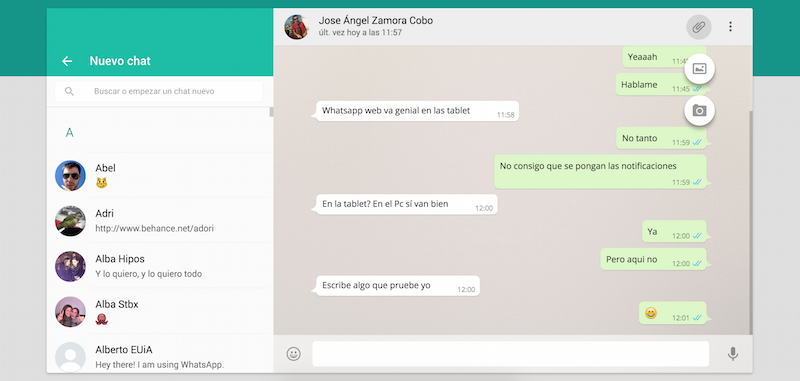 Nuevo chat
Buscar o empezar un chat nuevo
A
Abel
Adri
http://www.behance.net/adori
Alba Hipos
Y lo quiero, y lo quiero todo
Alba Stbx
Alberto EUiA
Hey there! I am using WhatsApp.
Jose Ángel Zamora Cobo
últ. vez hoy a las 11:57
Yeaaah
Hablame
11:45
Whatsapp web va genial en las tablet
11:58
No tanto
11:59
No consigo que se pongan las notificaciones
11:59
En la tablet? En el Pc sí van bien
12:00
Ya
12:00
Pero aqui no
12:00
Escribe algo que pruebe yo
12:00
12:01